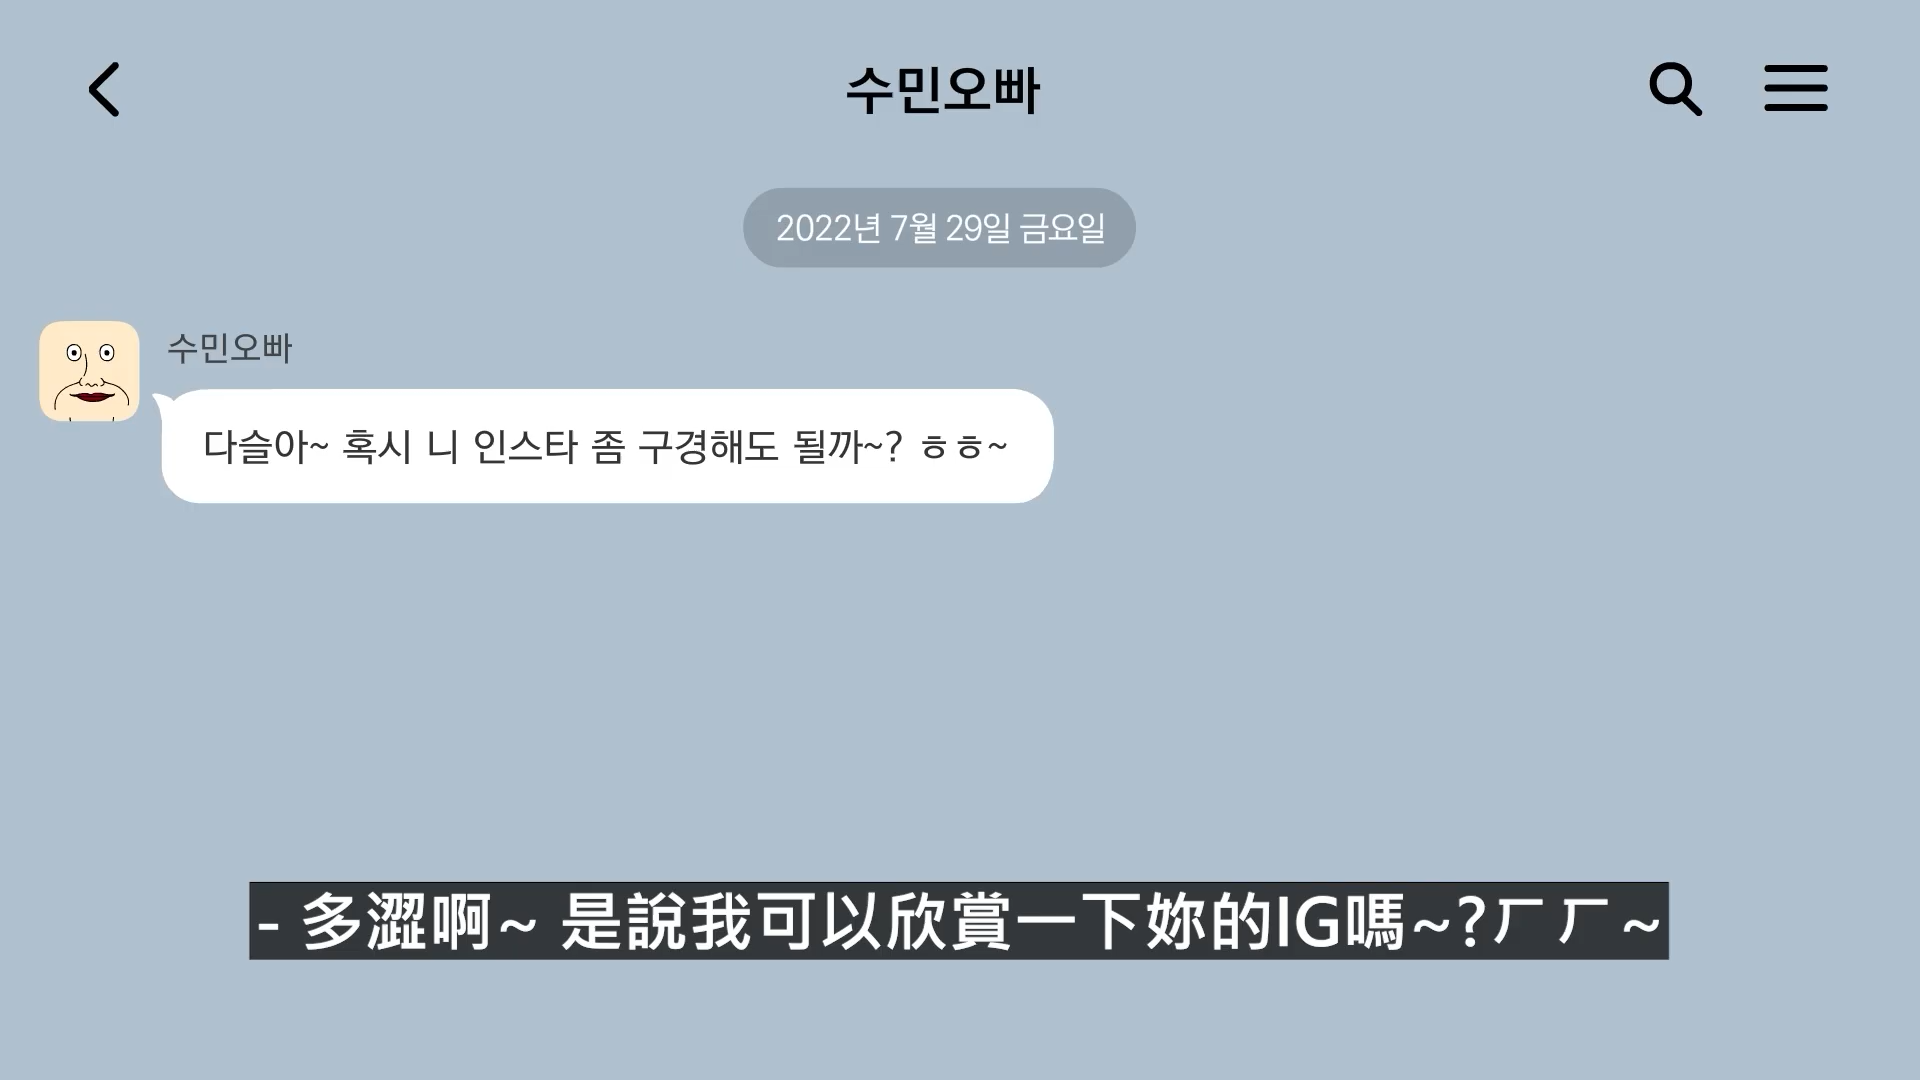 수민오빠
2022년 7월 29일 금요일
수민오빠
다슬아~ 혹시 니 인스타 좀 구경해도 될까~? ㅎㅎ~
- 多澀啊~ 是說我可以欣賞一下妳的IG嗎~?ㄏㄏ~